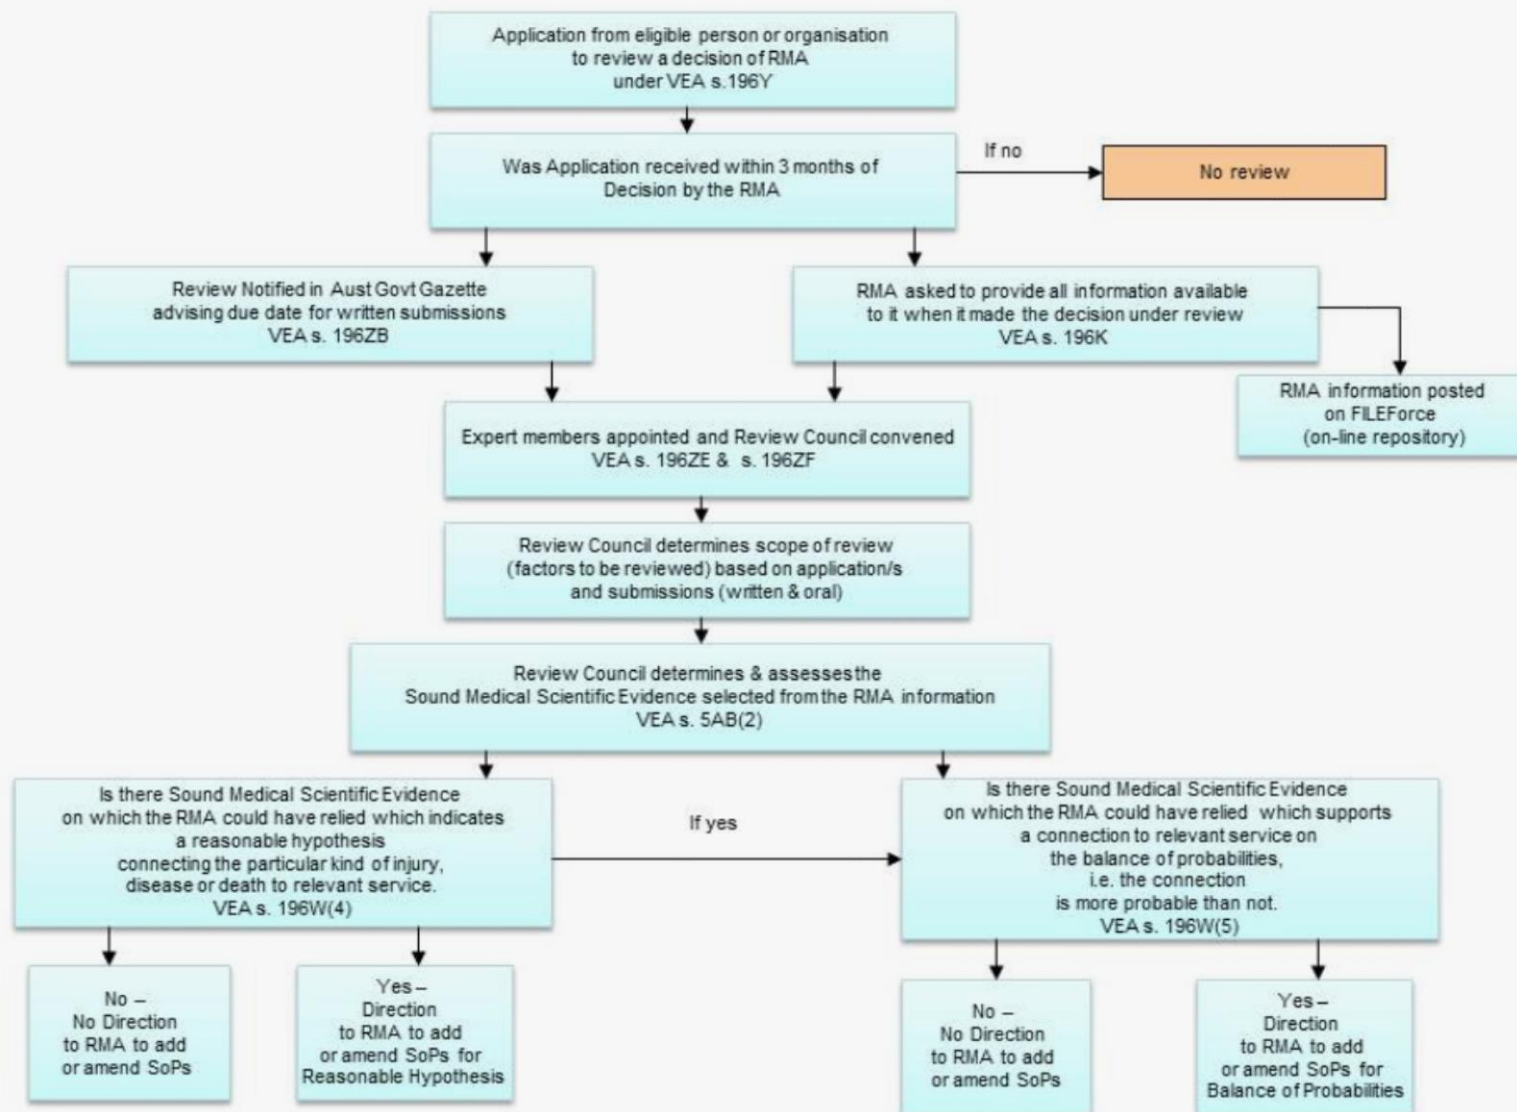 Application from eligible person or organisation
to review a decision of RMA
under VEA s.196Y
Was Application received within 3 months of
Decision by the RMA
If no
No review
Review Notified in Aust Govt Gazette
advising due date for written submissions
VEA s. 196ZB
RMA asked to provide all information available
to it when it made the decision under review
VEA s. 196K
RMA information posted
on FILEForce
(on-line repository)
Expert members appointed and Review Council convened
VEA s. 196ZE & s. 196ZF
Review Council determines scope of review
(factors to be reviewed) based on application/s
and submissions (written & oral)
Review Council determines & assesses the
Sound Medical Scientific Evidence selected from the RMA information
VEA s. 5AB(2)
Is there Sound Medical Scientific Evidence
on which the RMA could have relied which indicates
a reasonable hypothesis
connecting the particular kind of injury,
disease or death to relevant service.
VEA s. 196W(4)
If yes
Is there Sound Medical Scientific Evidence
on which the RMA could have relied which supports
a connection to relevant service on
the balance of probabilities,
i.e. the connection
is more probable than not.
VEA s. 196W(5)
No –
No Direction
to RMA to add
or amend SoPs
Yes –
Direction
to RMA to add
or amend SoPs for
Reasonable Hypothesis
No –
No Direction
to RMA to add
or amend SoPs
Yes –
Direction
to RMA to add
or amend SoPs for
Balance of Probabilities